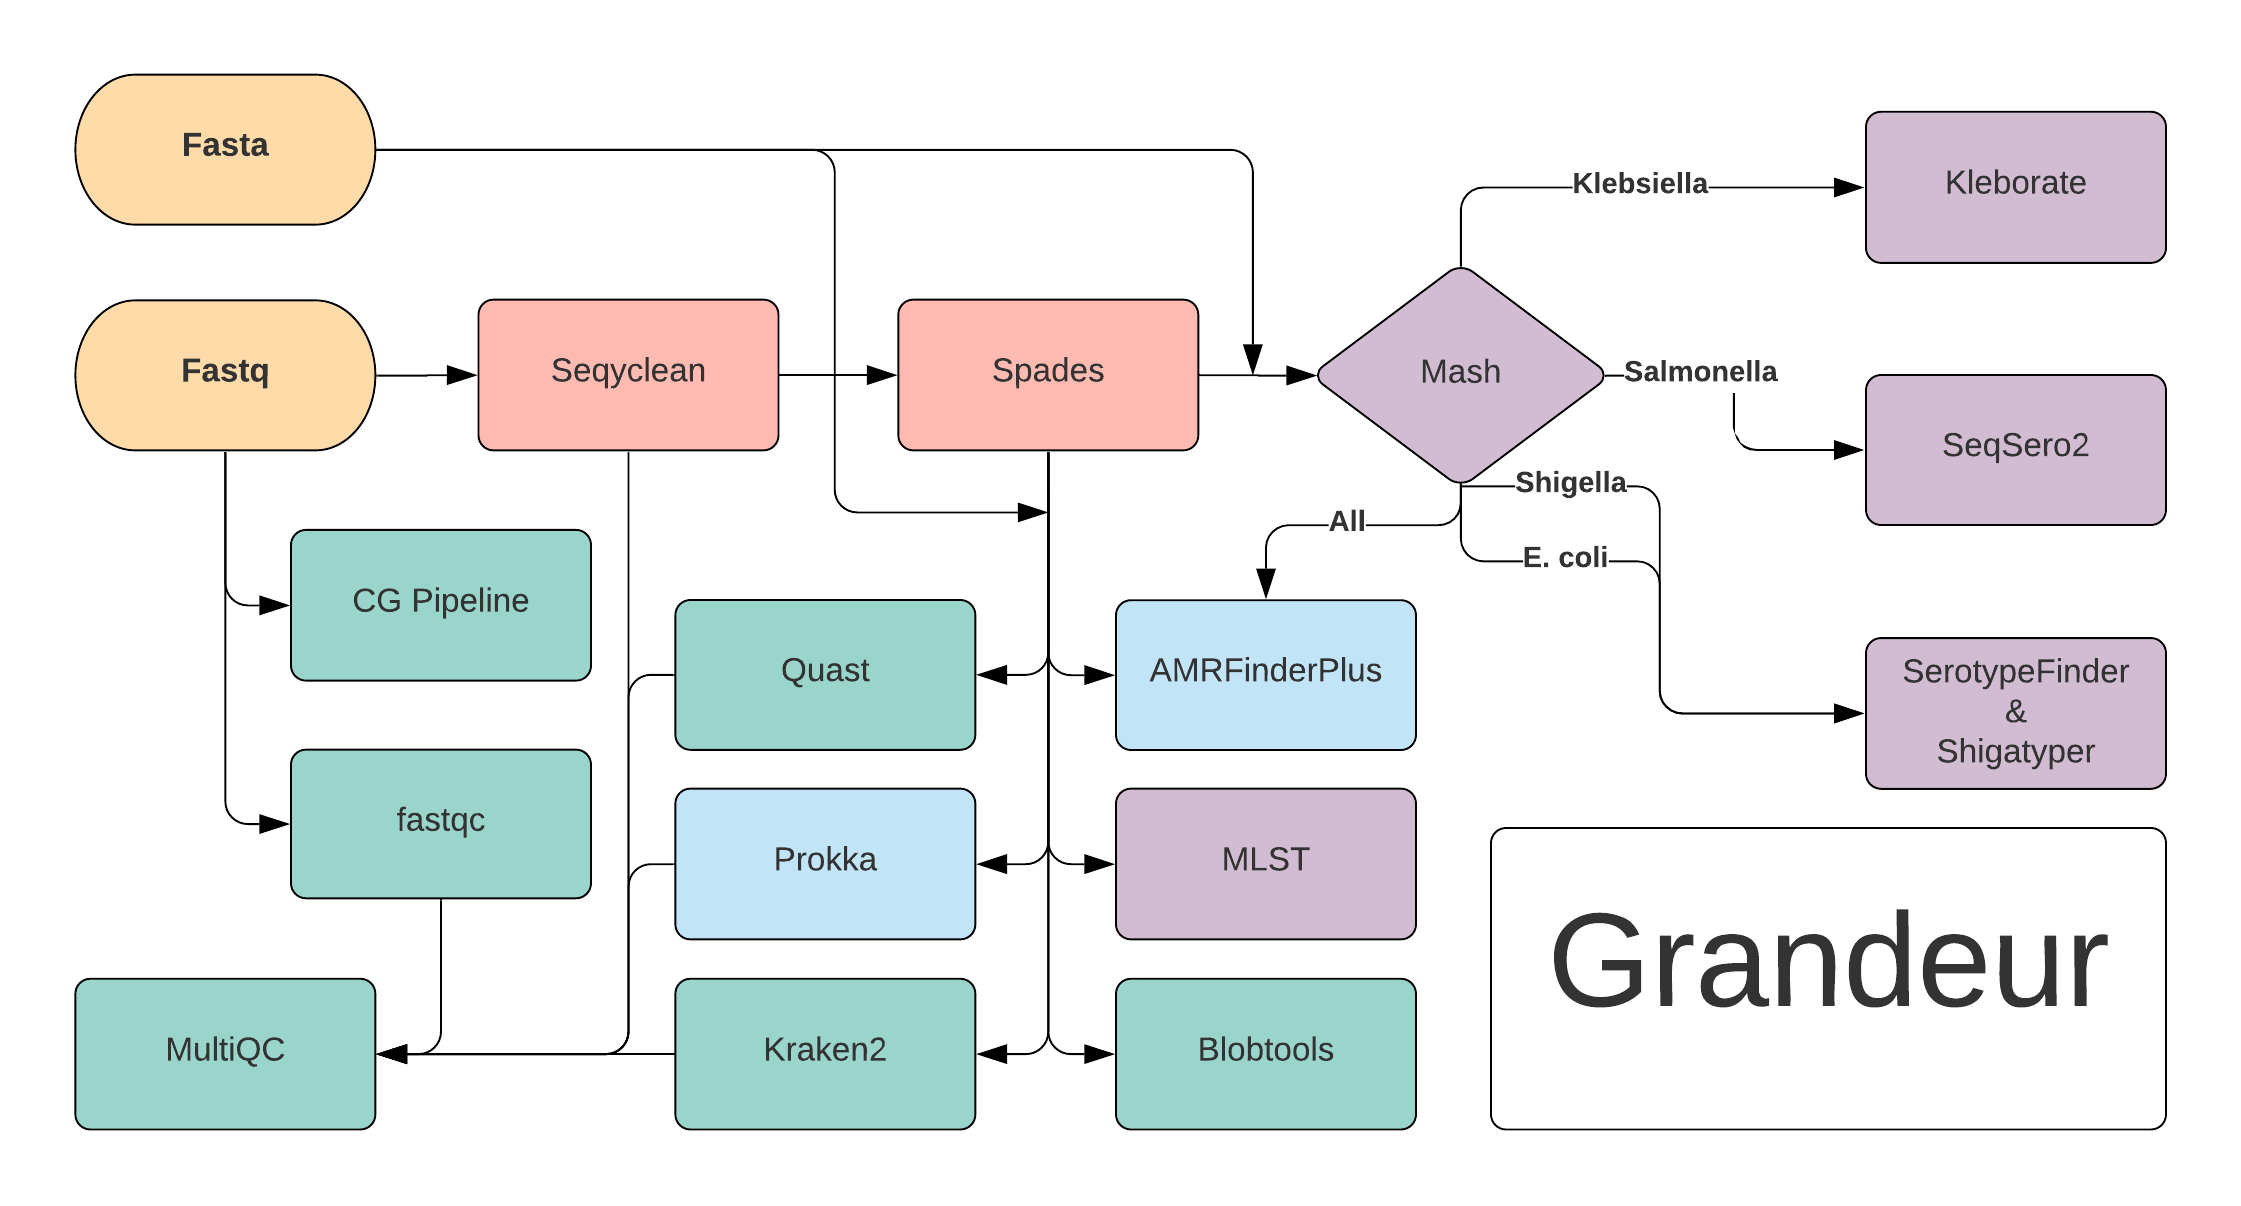 Fasta
Klebsiella
Kleborate
Fastq
Seqyclean
Spades
Mash
Salmonella
SeqSero2
Shigella
All
E. coli
CG Pipeline
Quast
AMRFinderPlus
SerotypeFinder
&
Shigatyper
fastqc
Prokka
MLST
Grandeur
MultiQC
Kraken2
Blobtools